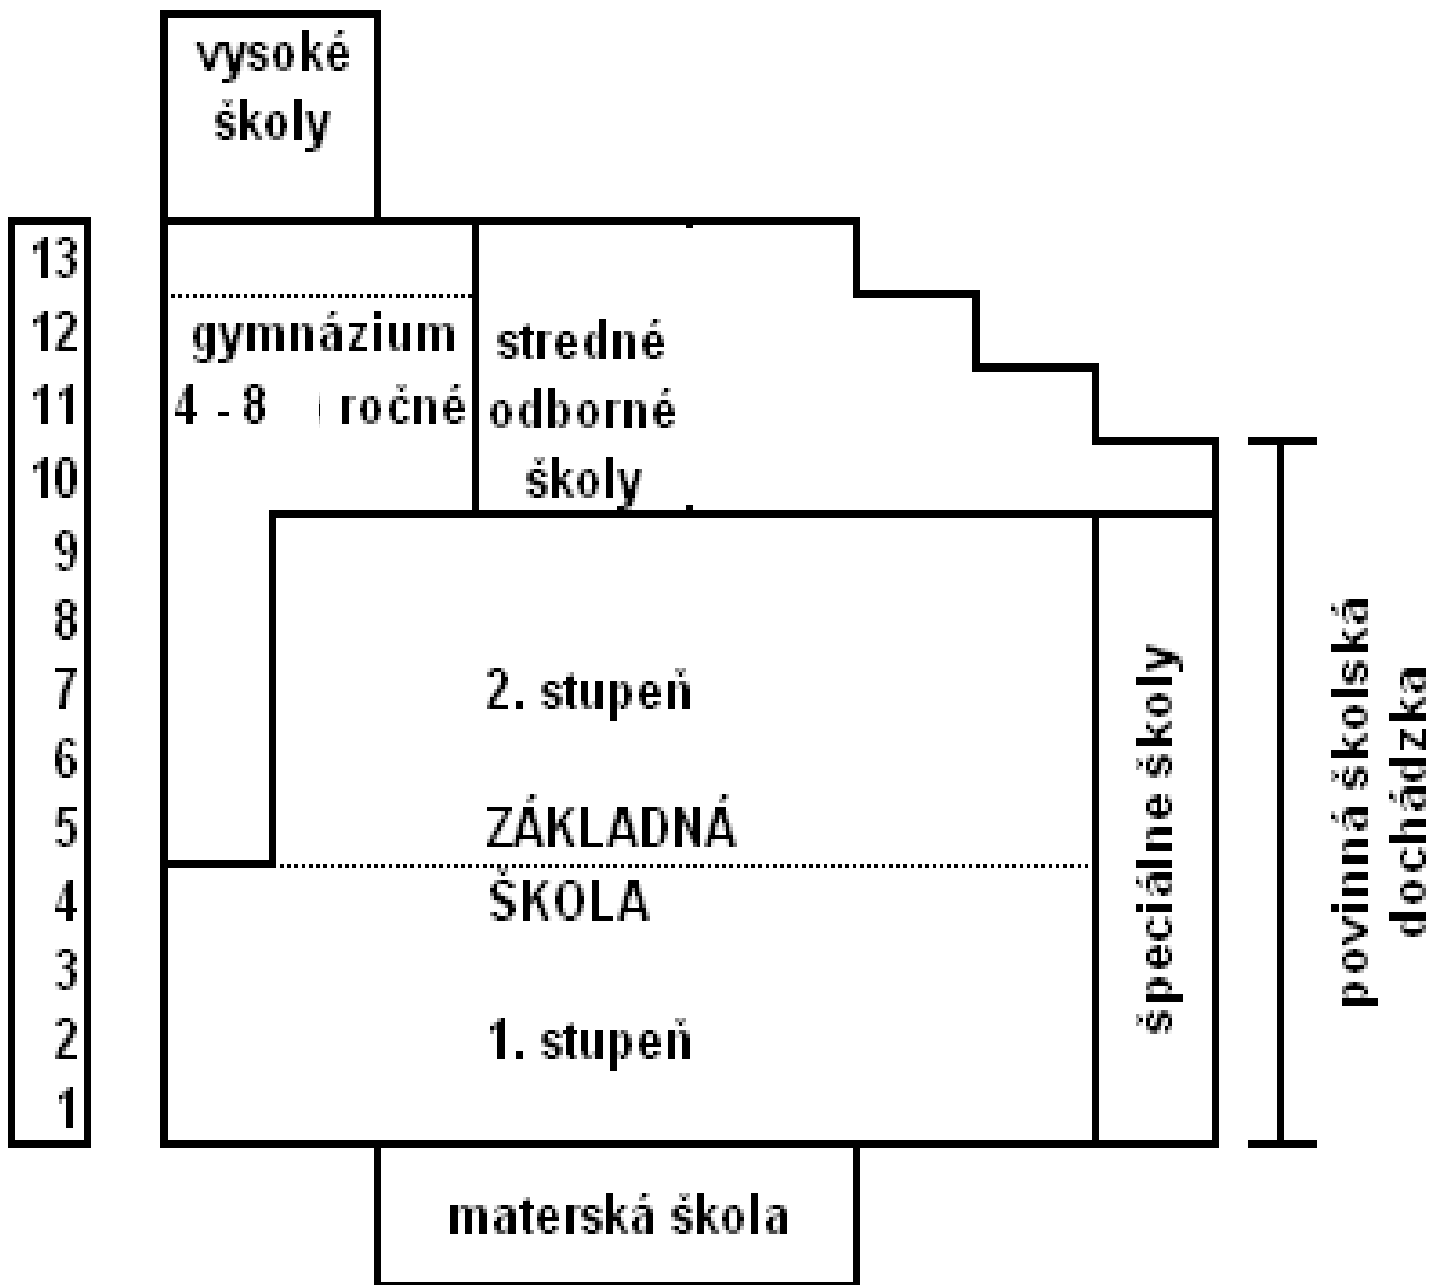 vysoké
školy
13
12
11
10
9
8
7
6
5
4
3
2
1
gymnázium
4 - 8 ročné
stredné
odborné
školy
2. stupeň
ZÁKLADNÁ
ŠKOLA
1. stupeň
špeciálne školy
povinná školská
dochádzka
materská škola